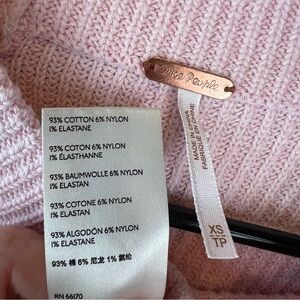 Free People
MADE IN CHINA
FABRIQUÉ EN CHINE
XS
TP
93% COTTON 6% NYLON
1% ELASTANE
93% COTON 6% NYLON
1% ÉLASTHANNE
93% BAUMWOLLE 6% NYLON
1% ELASTAN
93% COTONE 6% NYLON
1% ELASTANE
93% ALGODÓN 6% NYLON
1% ELASTANO
93% 棉 6% 尼龙 1% 氨纶
RN 66170